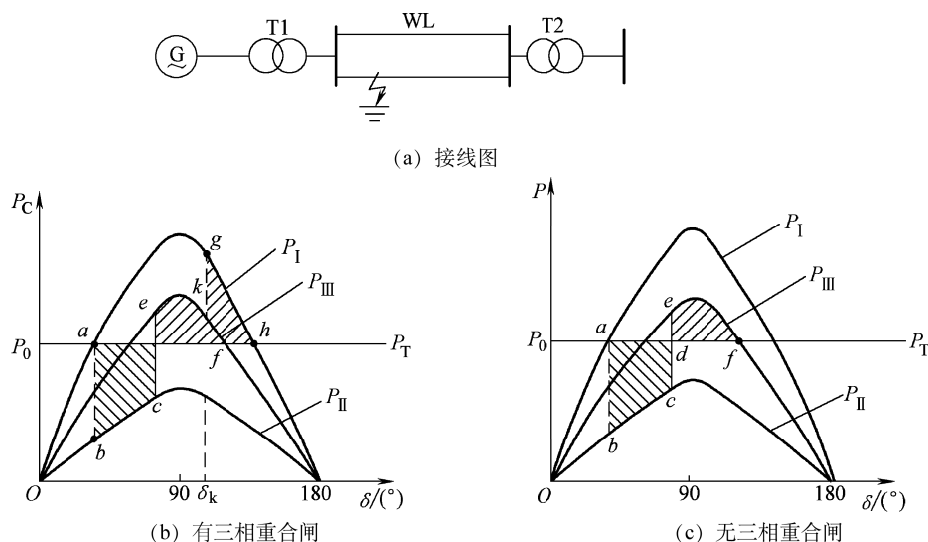 T1
WL
T2
G
~
(a) 接线图
P_C
g
P_I
k
P_III
e
a
h
P_0
f
P_T
c
P_II
b
O
90
δ_k
180
δ/(°)
(b) 有三相重合闸
P
P_I
P_III
e
a
P_0
d
f
P_T
c
P_II
b
O
90
180
δ/(°)
(c) 无三相重合闸